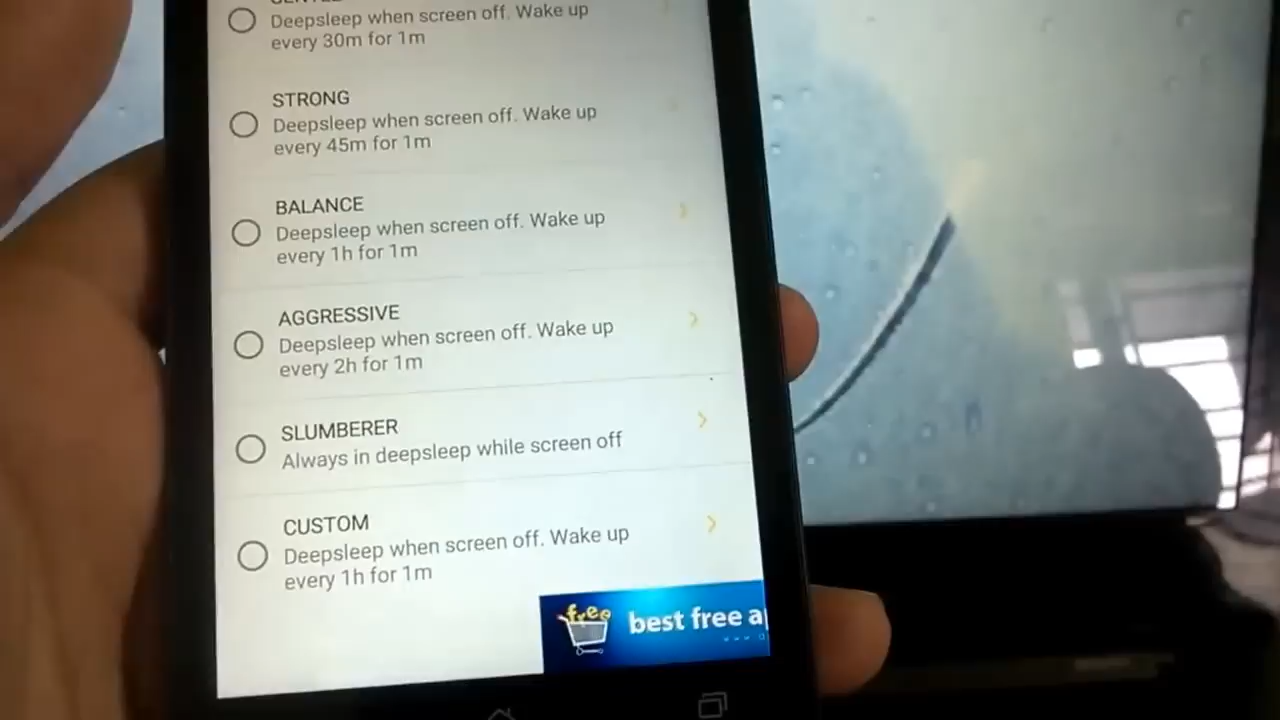 Deepsleep when screen off. Wake up
every 30m for 1m
STRONG
Deepsleep when screen off. Wake up
every 45m for 1m
BALANCE
Deepsleep when screen off. Wake up
every 1h for 1m
AGGRESSIVE
Deepsleep when screen off. Wake up
every 2h for 1m
SLUMBERER
Always in deepsleep while screen off
CUSTOM
Deepsleep when screen off. Wake up
every 1h for 1m
free
best free a